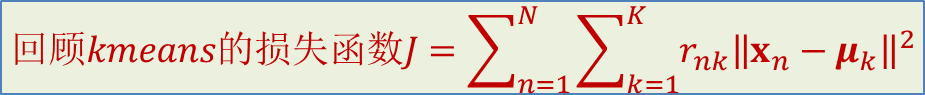 回顾kmeans的损失函数J = ∑_{n=1}^{N} ∑_{k=1}^{K} r_{nk}‖x_n − μ_k‖^2